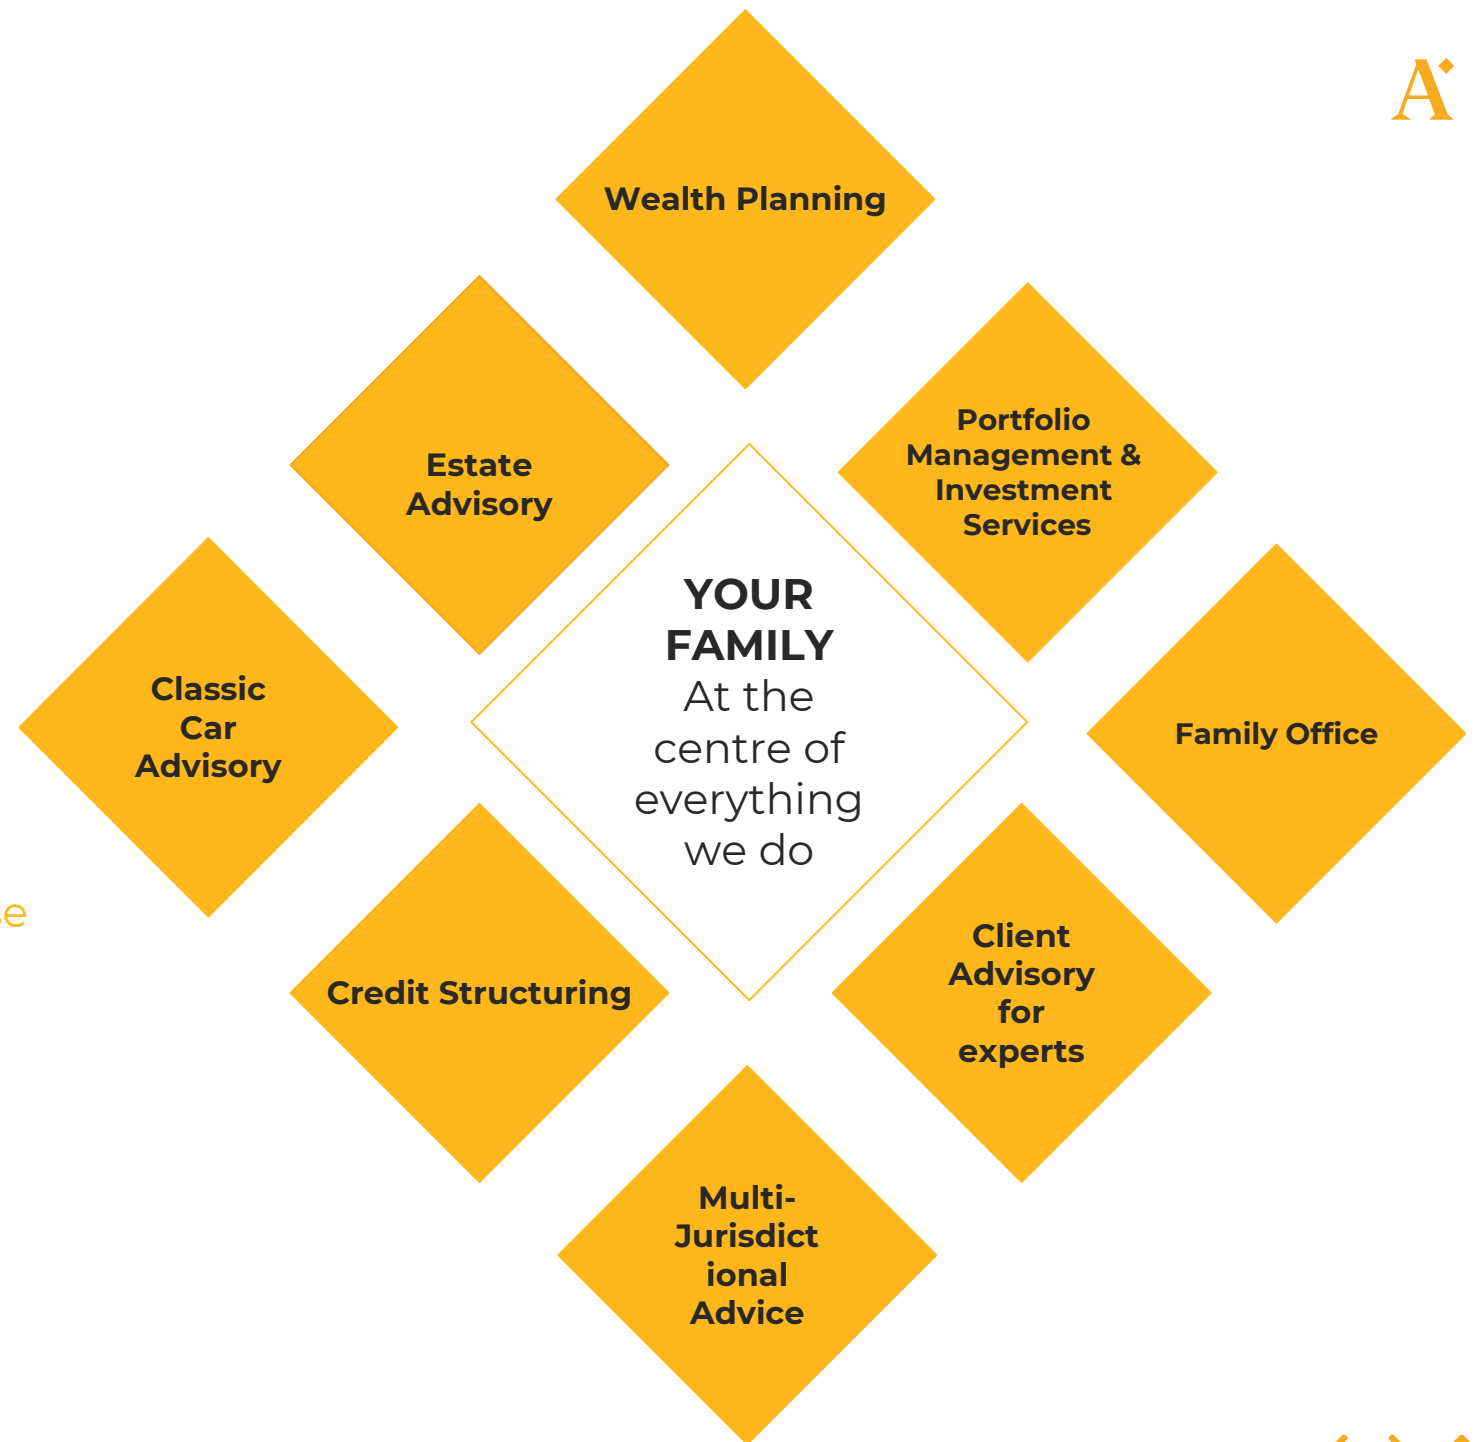 A
Wealth Planning
Estate
Advisory
Portfolio
Management &
Investment
Services
Classic
Car
Advisory
YOUR
FAMILY
At the
centre of
everything
we do
Family Office
Credit Structuring
Client
Advisory
for
experts
Multi-
Jurisdict
ional
Advice